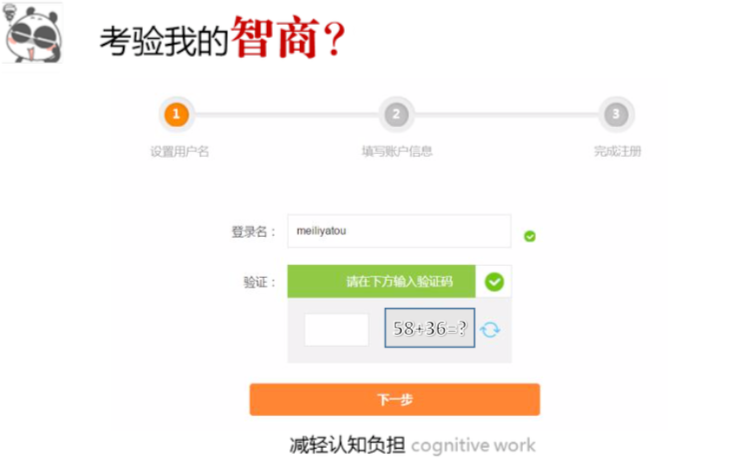 考验我的智商？
1 2 3
设置用户名 填写账户信息 完成注册
登录名： meiliyatou
验证： 请在下方输入验证码
58+36=?
下一步
减轻认知负担 cognitive work